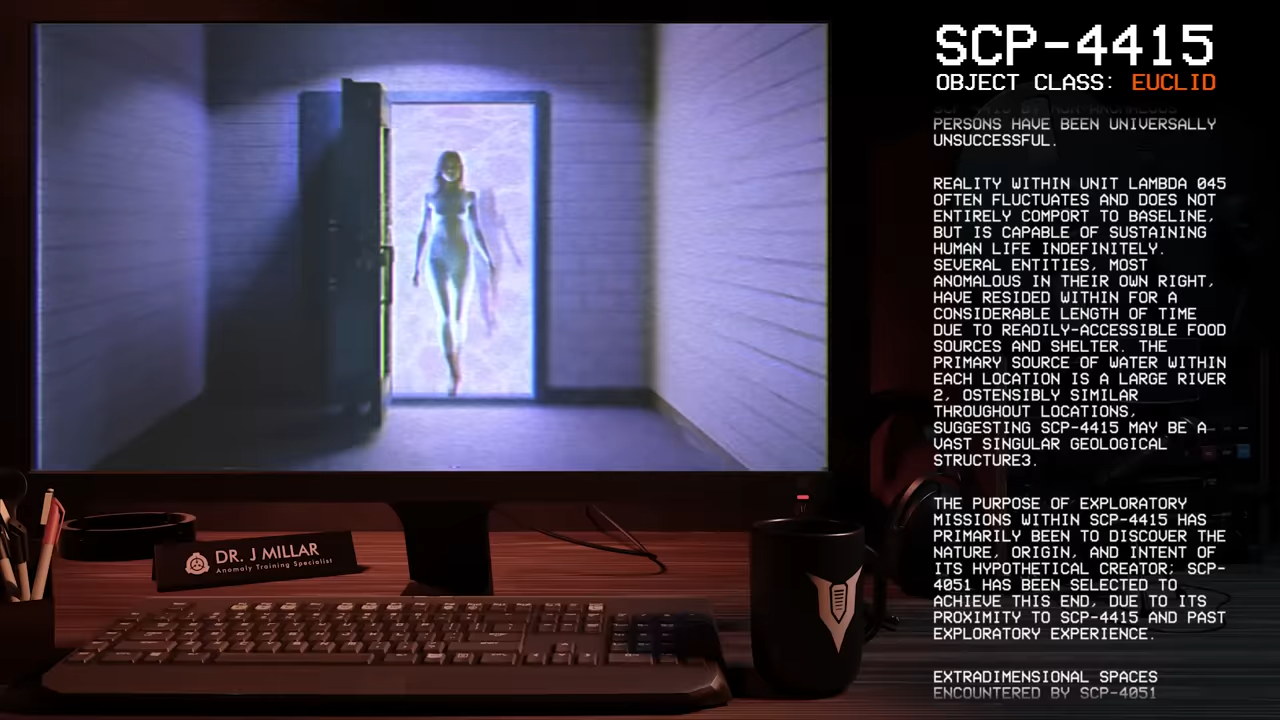 SCP-4415
OBJECT CLASS: EUCLID
PERSONS HAVE BEEN UNIVERSALLY
UNSUCCESSFUL.
REALITY WITHIN UNIT LAMBDA 045
OFTEN FLUCTUATES AND DOES NOT
ENTIRELY COMPORT TO BASELINE,
BUT IS CAPABLE OF SUSTAINING
HUMAN LIFE INDEFINITELY.
SEVERAL ENTITIES, MOST
ANOMALOUS IN THEIR OWN RIGHT,
HAVE RESIDED WITHIN FOR A
CONSIDERABLE LENGTH OF TIME
DUE TO READILY-ACCESSIBLE FOOD
SOURCES AND SHELTER. THE
PRIMARY SOURCE OF WATER WITHIN
EACH LOCATION IS A LARGE RIVER
2, OSTENSIBLY SIMILAR
THROUGHOUT LOCATIONS,
SUGGESTING SCP-4415 MAY BE A
VAST SINGULAR GEOLOGICAL
STRUCTURE3.
THE PURPOSE OF EXPLORATORY
MISSIONS WITHIN SCP-4415 HAS
PRIMARILY BEEN TO DISCOVER THE
NATURE, ORIGIN, AND INTENT OF
ITS HYPOTHETICAL CREATOR; SCP-
4051 HAS BEEN SELECTED TO
ACHIEVE THIS END, DUE TO ITS
PROXIMITY TO SCP-4415 AND PAST
EXPLORATORY EXPERIENCE.
EXTRADIMENSIONAL SPACES
ENCOUNTERED BY SCP-4051
DR. J MILLAR
Anomaly Training Specialist